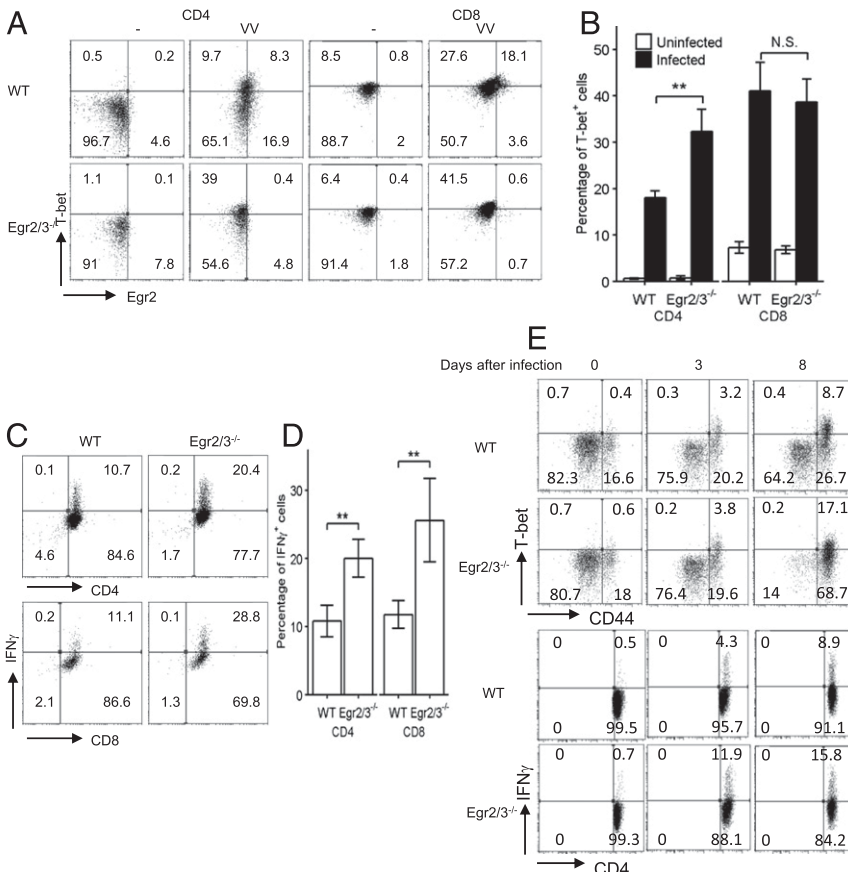 A
CD4
CD8
- VV - VV
WT
0.5 0.2 9.7 8.3 8.5 0.8 27.6 18.1
96.7 4.6 65.1 16.9 88.7 2 50.7 3.6
Egr2/3-/-
1.1 0.1 39 0.4 6.4 0.4 41.5 0.6
91 7.8 54.6 4.8 91.4 1.8 57.2 0.7
T-bet
Egr2
B
Percentage of T-bet+ cells
50
40
30
20
10
0
Uninfected
Infected
**
N.S.
WT Egr2/3-/- WT Egr2/3-/-
CD4 CD8
C
WT Egr2/3-/-
0.1 10.7 0.2 20.4
4.6 84.6 1.7 77.7
CD4
0.2 11.1 0.1 28.8
2.1 86.6 1.3 69.8
IFNγ
CD8
D
Percentage of IFNγ+ cells
30
20
10
0
**
**
WT Egr2/3-/- WT Egr2/3-/-
CD4 CD8
E
Days after infection 0 3 8
WT
0.7 0.4 0.3 3.2 0.4 8.7
82.3 16.6 75.9 20.2 64.2 26.7
Egr2/3-/-
0.7 0.6 0.2 3.8 0.2 17.1
80.7 18 76.4 19.6 14 68.7
T-bet
CD44
WT
0 0.5 0 4.3 0 8.9
0 99.5 0 95.7 0 91.1
Egr2/3-/-
0 0.7 0 11.9 0 15.8
0 99.3 0 88.1 0 84.2
IFNγ
CD4